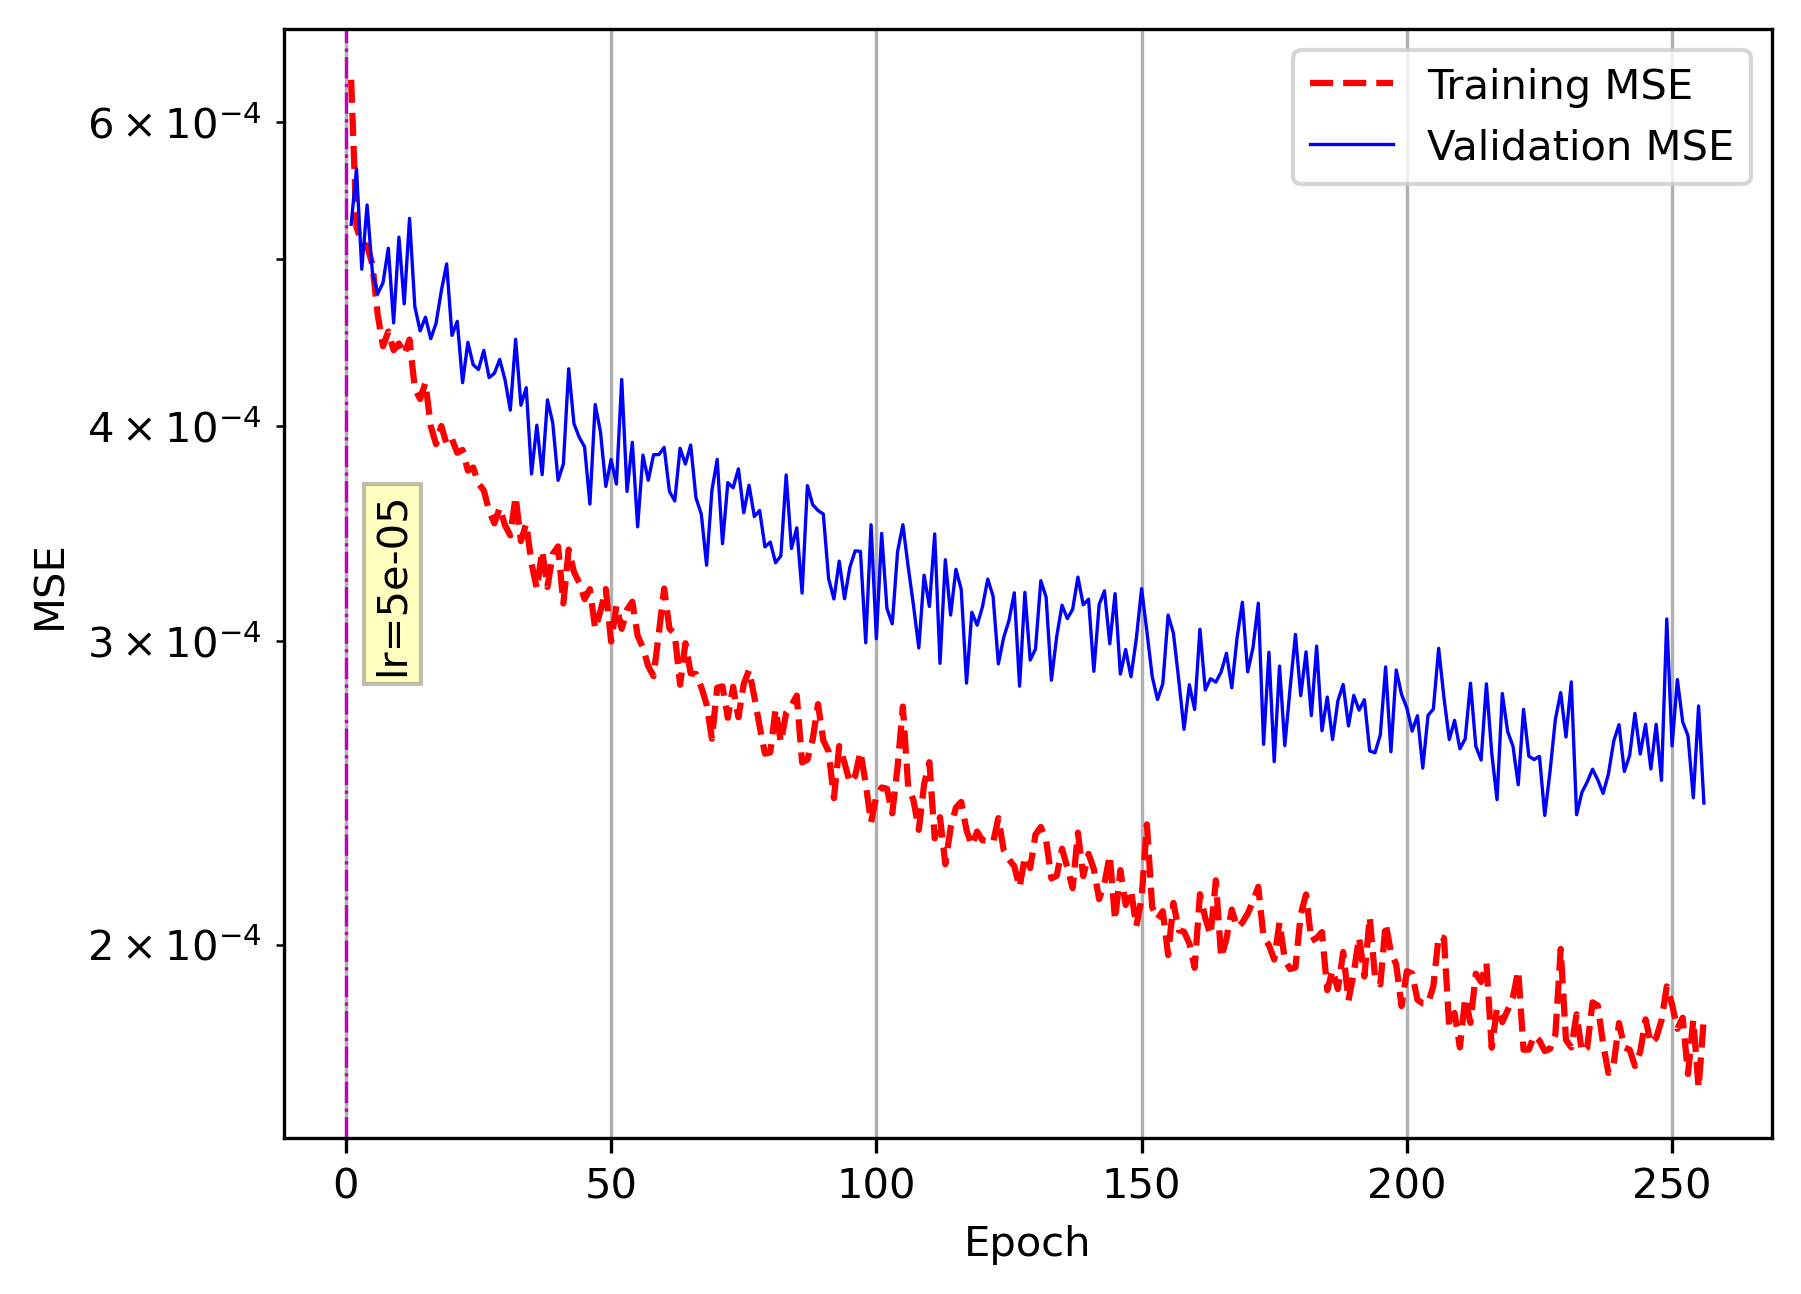 Training MSE
Validation MSE
6 × 10⁻⁴
4 × 10⁻⁴
3 × 10⁻⁴
2 × 10⁻⁴
MSE
lr=5e-05
0 50 100 150 200 250
Epoch